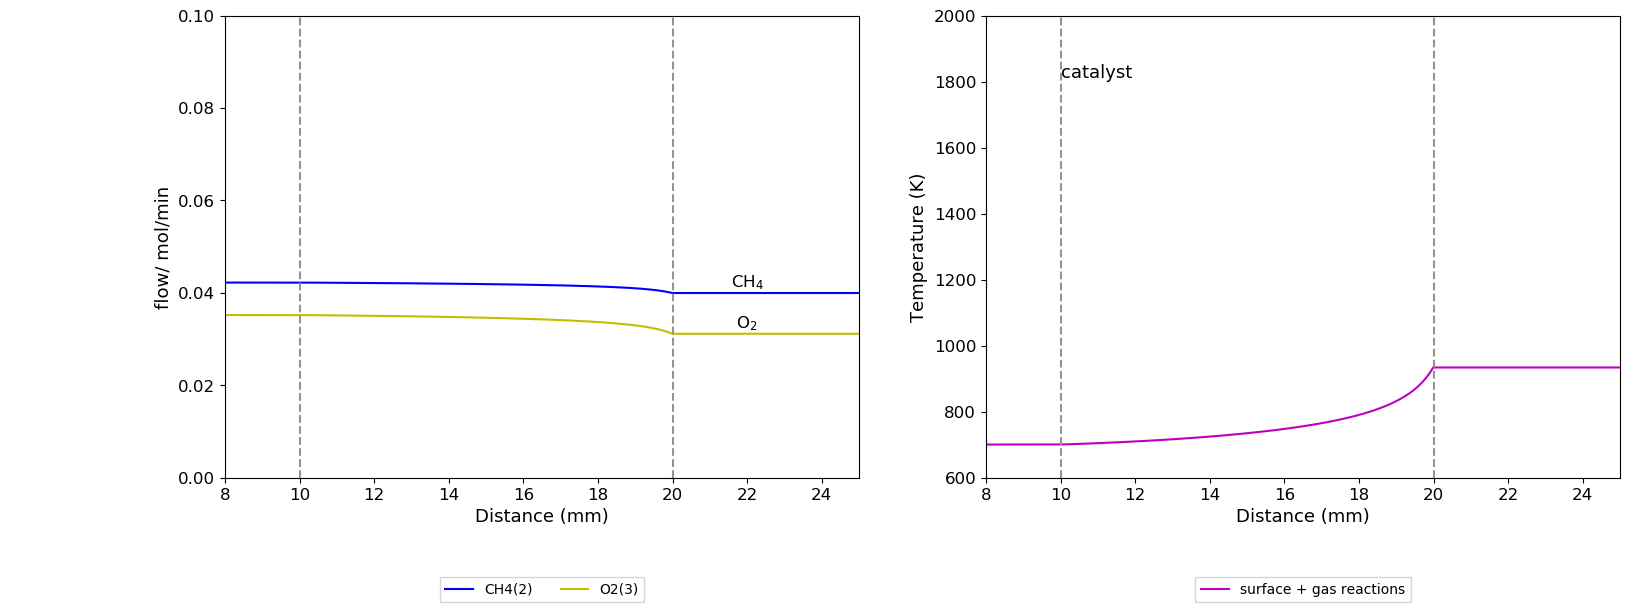 0.10
0.08
0.06
0.04
0.02
0.00
flow/ mol/min
CH₄
O₂
8 10 12 14 16 18 20 22 24
Distance (mm)
CH4(2) O2(3)
2000
1800
1600
1400
1200
1000
800
600
Temperature (K)
catalyst
8 10 12 14 16 18 20 22 24
Distance (mm)
surface + gas reactions